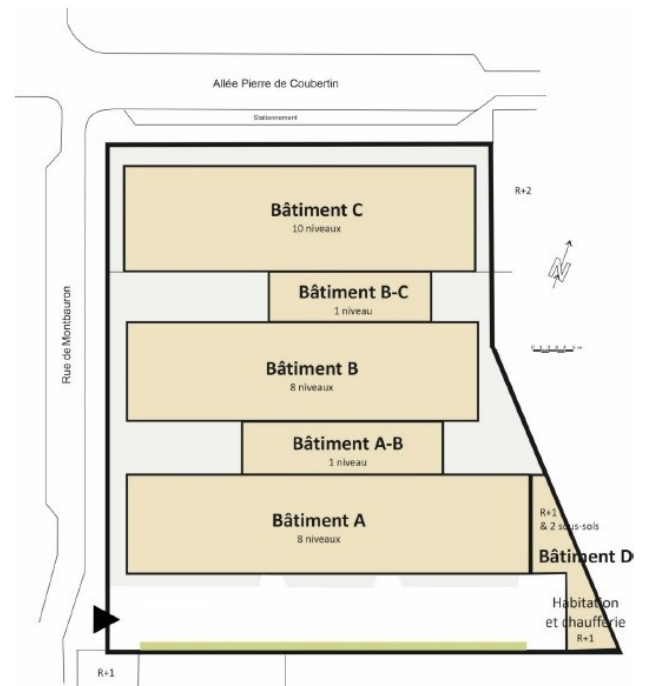 Allée Pierre de Coubertin
Stationnement
R+2
Bâtiment C
10 niveaux
N
Bâtiment B-C
1 niveau
Rue de Montbauron
Bâtiment B
8 niveaux
Bâtiment A-B
1 niveau
Bâtiment A
8 niveaux
R+1
& 2 sous-sols
Bâtiment D
Habitation
et chaufferie
R+1
R+1